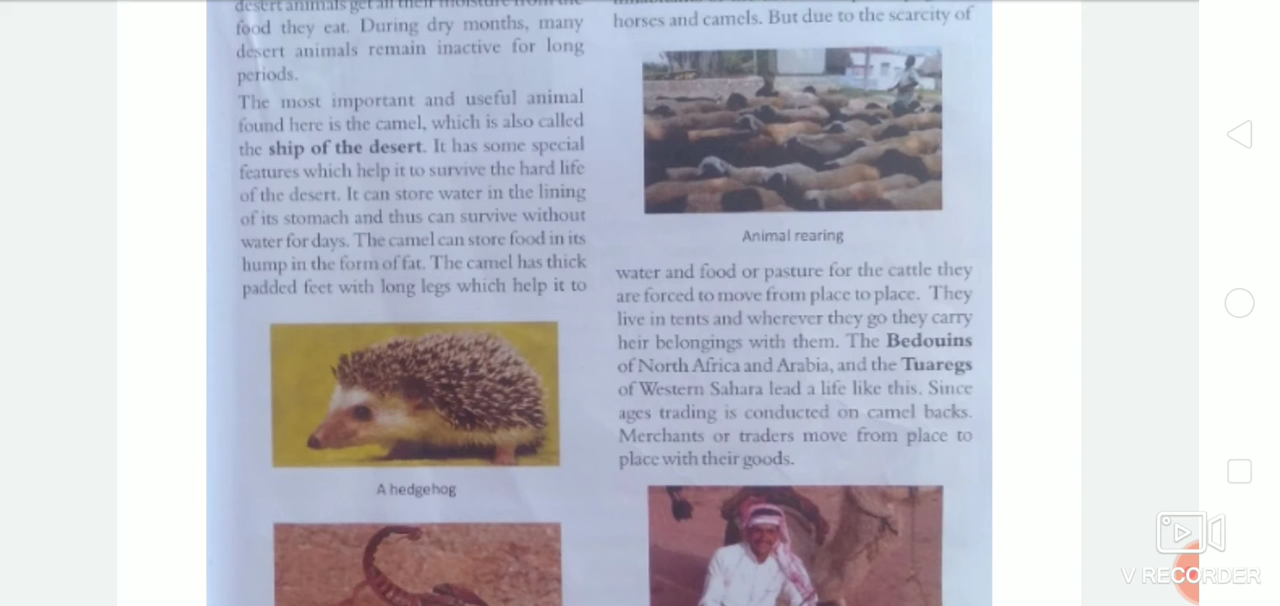 desert animals get all their moisture from the
food they eat. During dry months, many
desert animals remain inactive for long
periods.
The most important and useful animal
found here is the camel, which is also called
the ship of the desert. It has some special
features which help it to survive the hard life
of the desert. It can store water in the lining
of its stomach and thus can survive without
water for days. The camel can store food in its
hump in the form of fat. The camel has thick
padded feet with long legs which help it to
A hedgehog
horses and camels. But due to the scarcity of
Animal rearing
water and food or pasture for the cattle they
are forced to move from place to place. They
live in tents and wherever they go they carry
heir belongings with them. The Bedouins
of North Africa and Arabia, and the Tuaregs
of Western Sahara lead a life like this. Since
ages trading is conducted on camel backs.
Merchants or traders move from place to
place with their goods.
V RECORDER